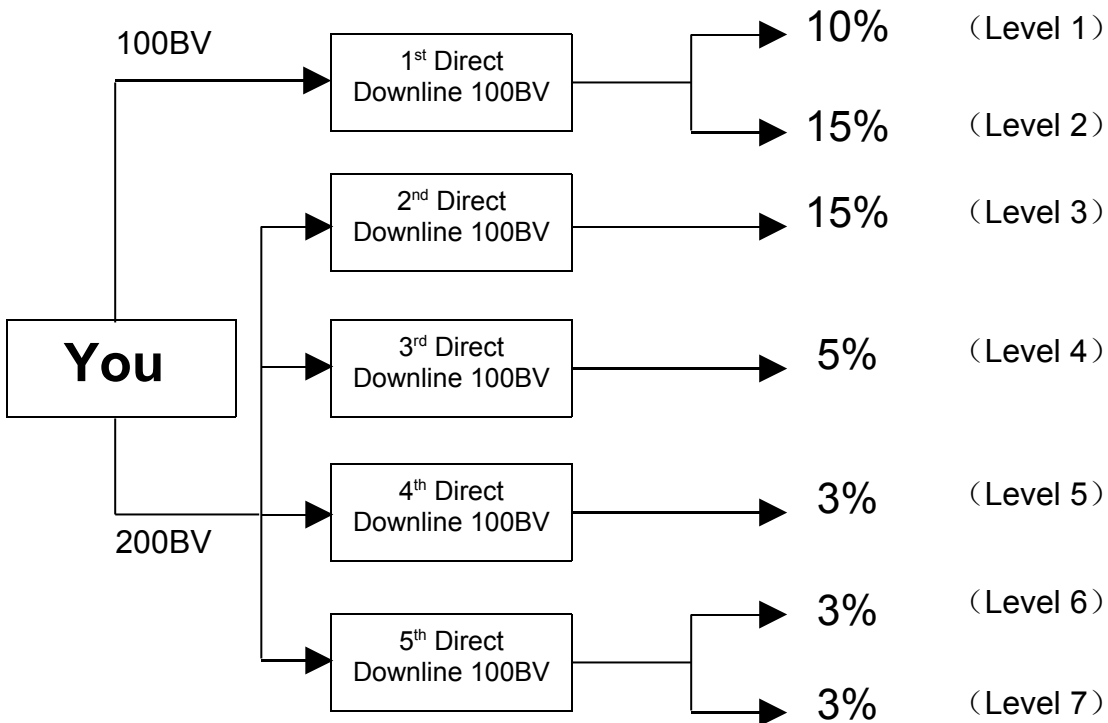 100BV
1st Direct
Downline 100BV
10% （Level 1）
15% （Level 2）
2nd Direct
Downline 100BV
15% （Level 3）
You
3rd Direct
Downline 100BV
5% （Level 4）
200BV
4th Direct
Downline 100BV
3% （Level 5）
5th Direct
Downline 100BV
3% （Level 6）
3% （Level 7）